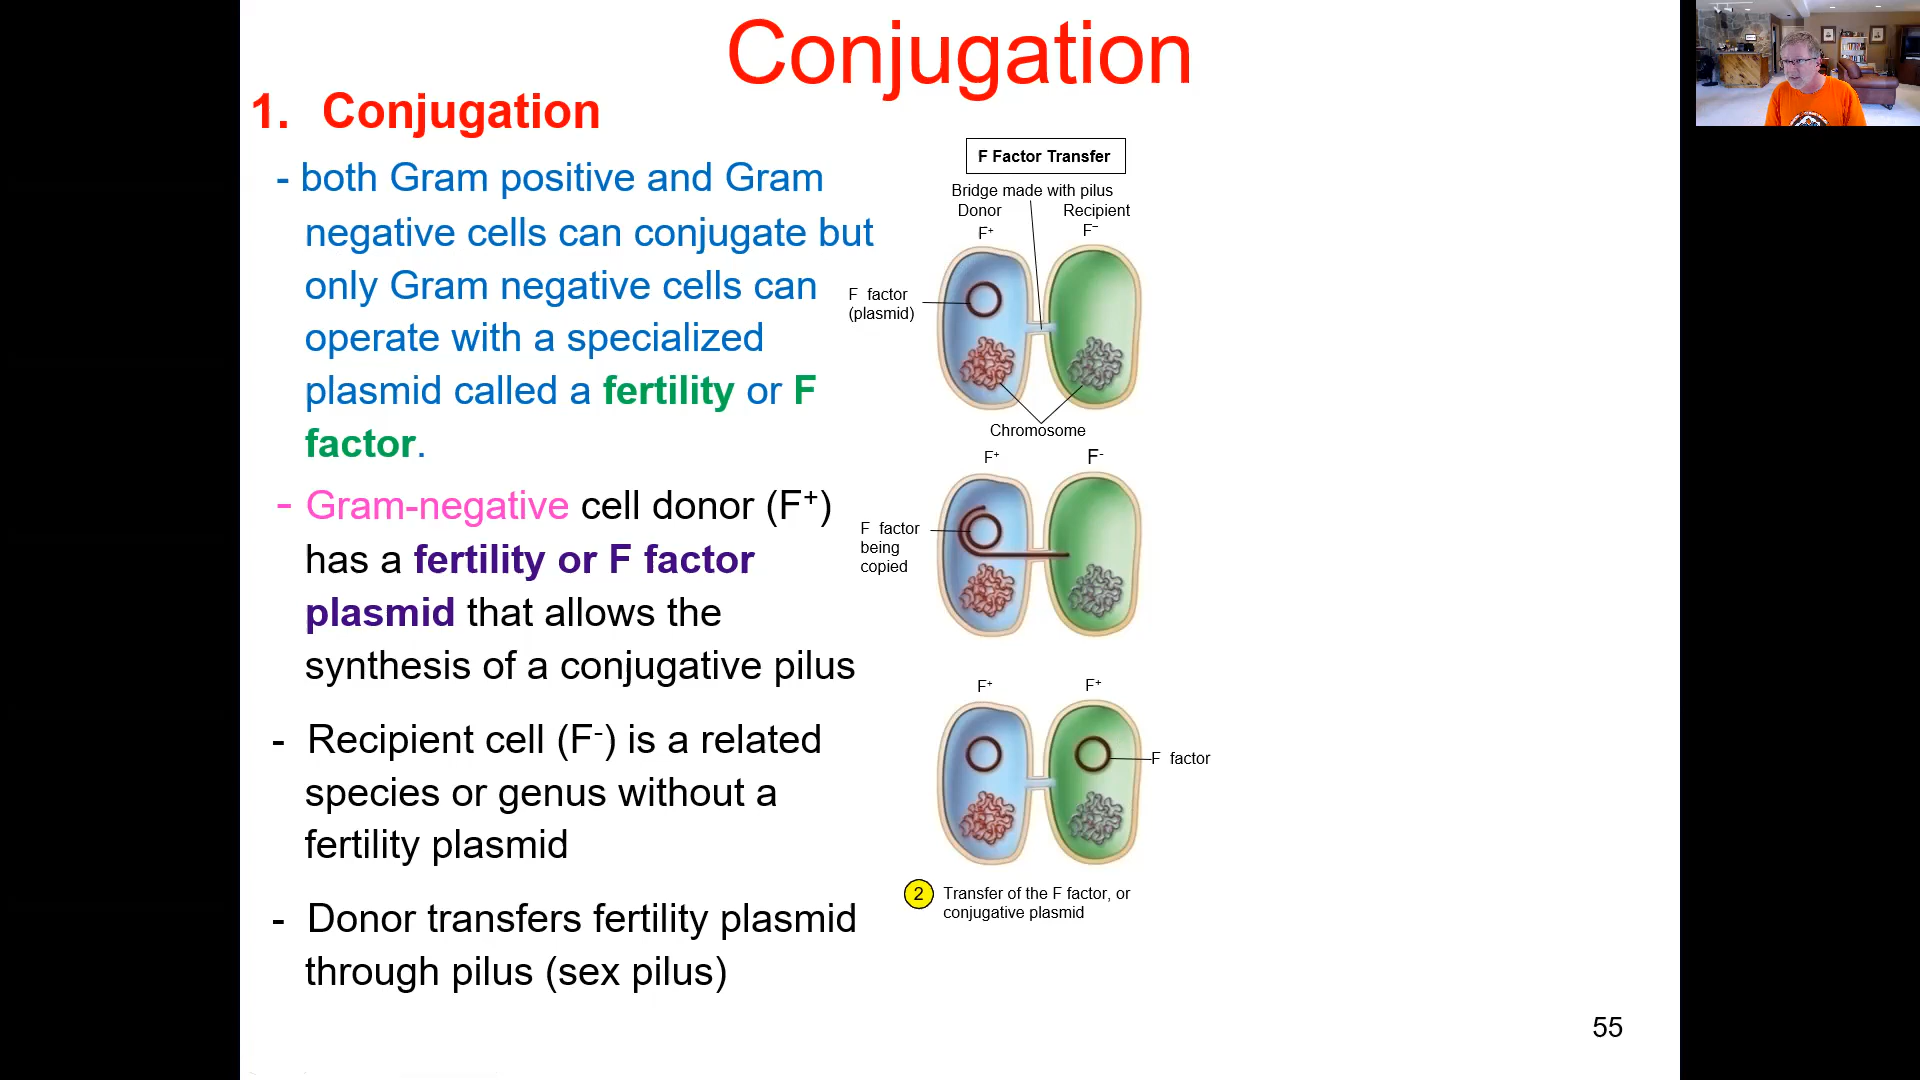 Conjugation
1. Conjugation
- both Gram positive and Gram
negative cells can conjugate but
only Gram negative cells can
operate with a specialized
plasmid called a fertility or F
factor.
- Gram-negative cell donor (F⁺)
has a fertility or F factor
plasmid that allows the
synthesis of a conjugative pilus
- Recipient cell (F⁻) is a related
species or genus without a
fertility plasmid
- Donor transfers fertility plasmid
through pilus (sex pilus)
F Factor Transfer
Bridge made with pilus
Donor Recipient
F⁺ F⁻
F factor
(plasmid)
Chromosome
F⁺ F⁻
F factor
being
copied
F⁺ F⁺
F factor
2 Transfer of the F factor, or
conjugative plasmid
55